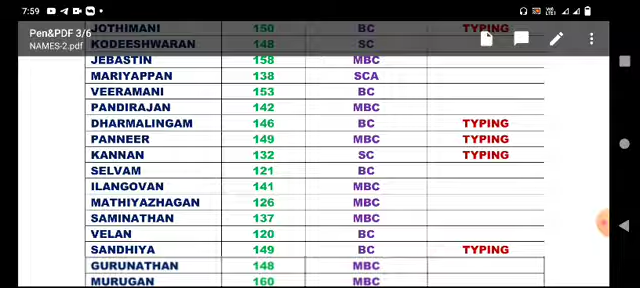 7:59
JOTHIMANI 150 BC TYPING
Pen&PDF 3/6
NAMES-2.pdf
KODEESHWARAN 148 SC
JEBASTIN 158 MBC
MARIYAPPAN 138 SCA
VEERAMANI 153 BC
PANDIRAJAN 142 MBC
DHARMALINGAM 146 BC TYPING
PANNEER 149 MBC TYPING
KANNAN 132 SC TYPING
SELVAM 121 BC
ILANGOVAN 141 MBC
MATHIYAZHAGAN 126 MBC
SAMINATHAN 137 MBC
VELAN 120 BC
SANDHIYA 149 BC TYPING
GURUNATHAN 148 MBC
MURUGAN 160 MBC